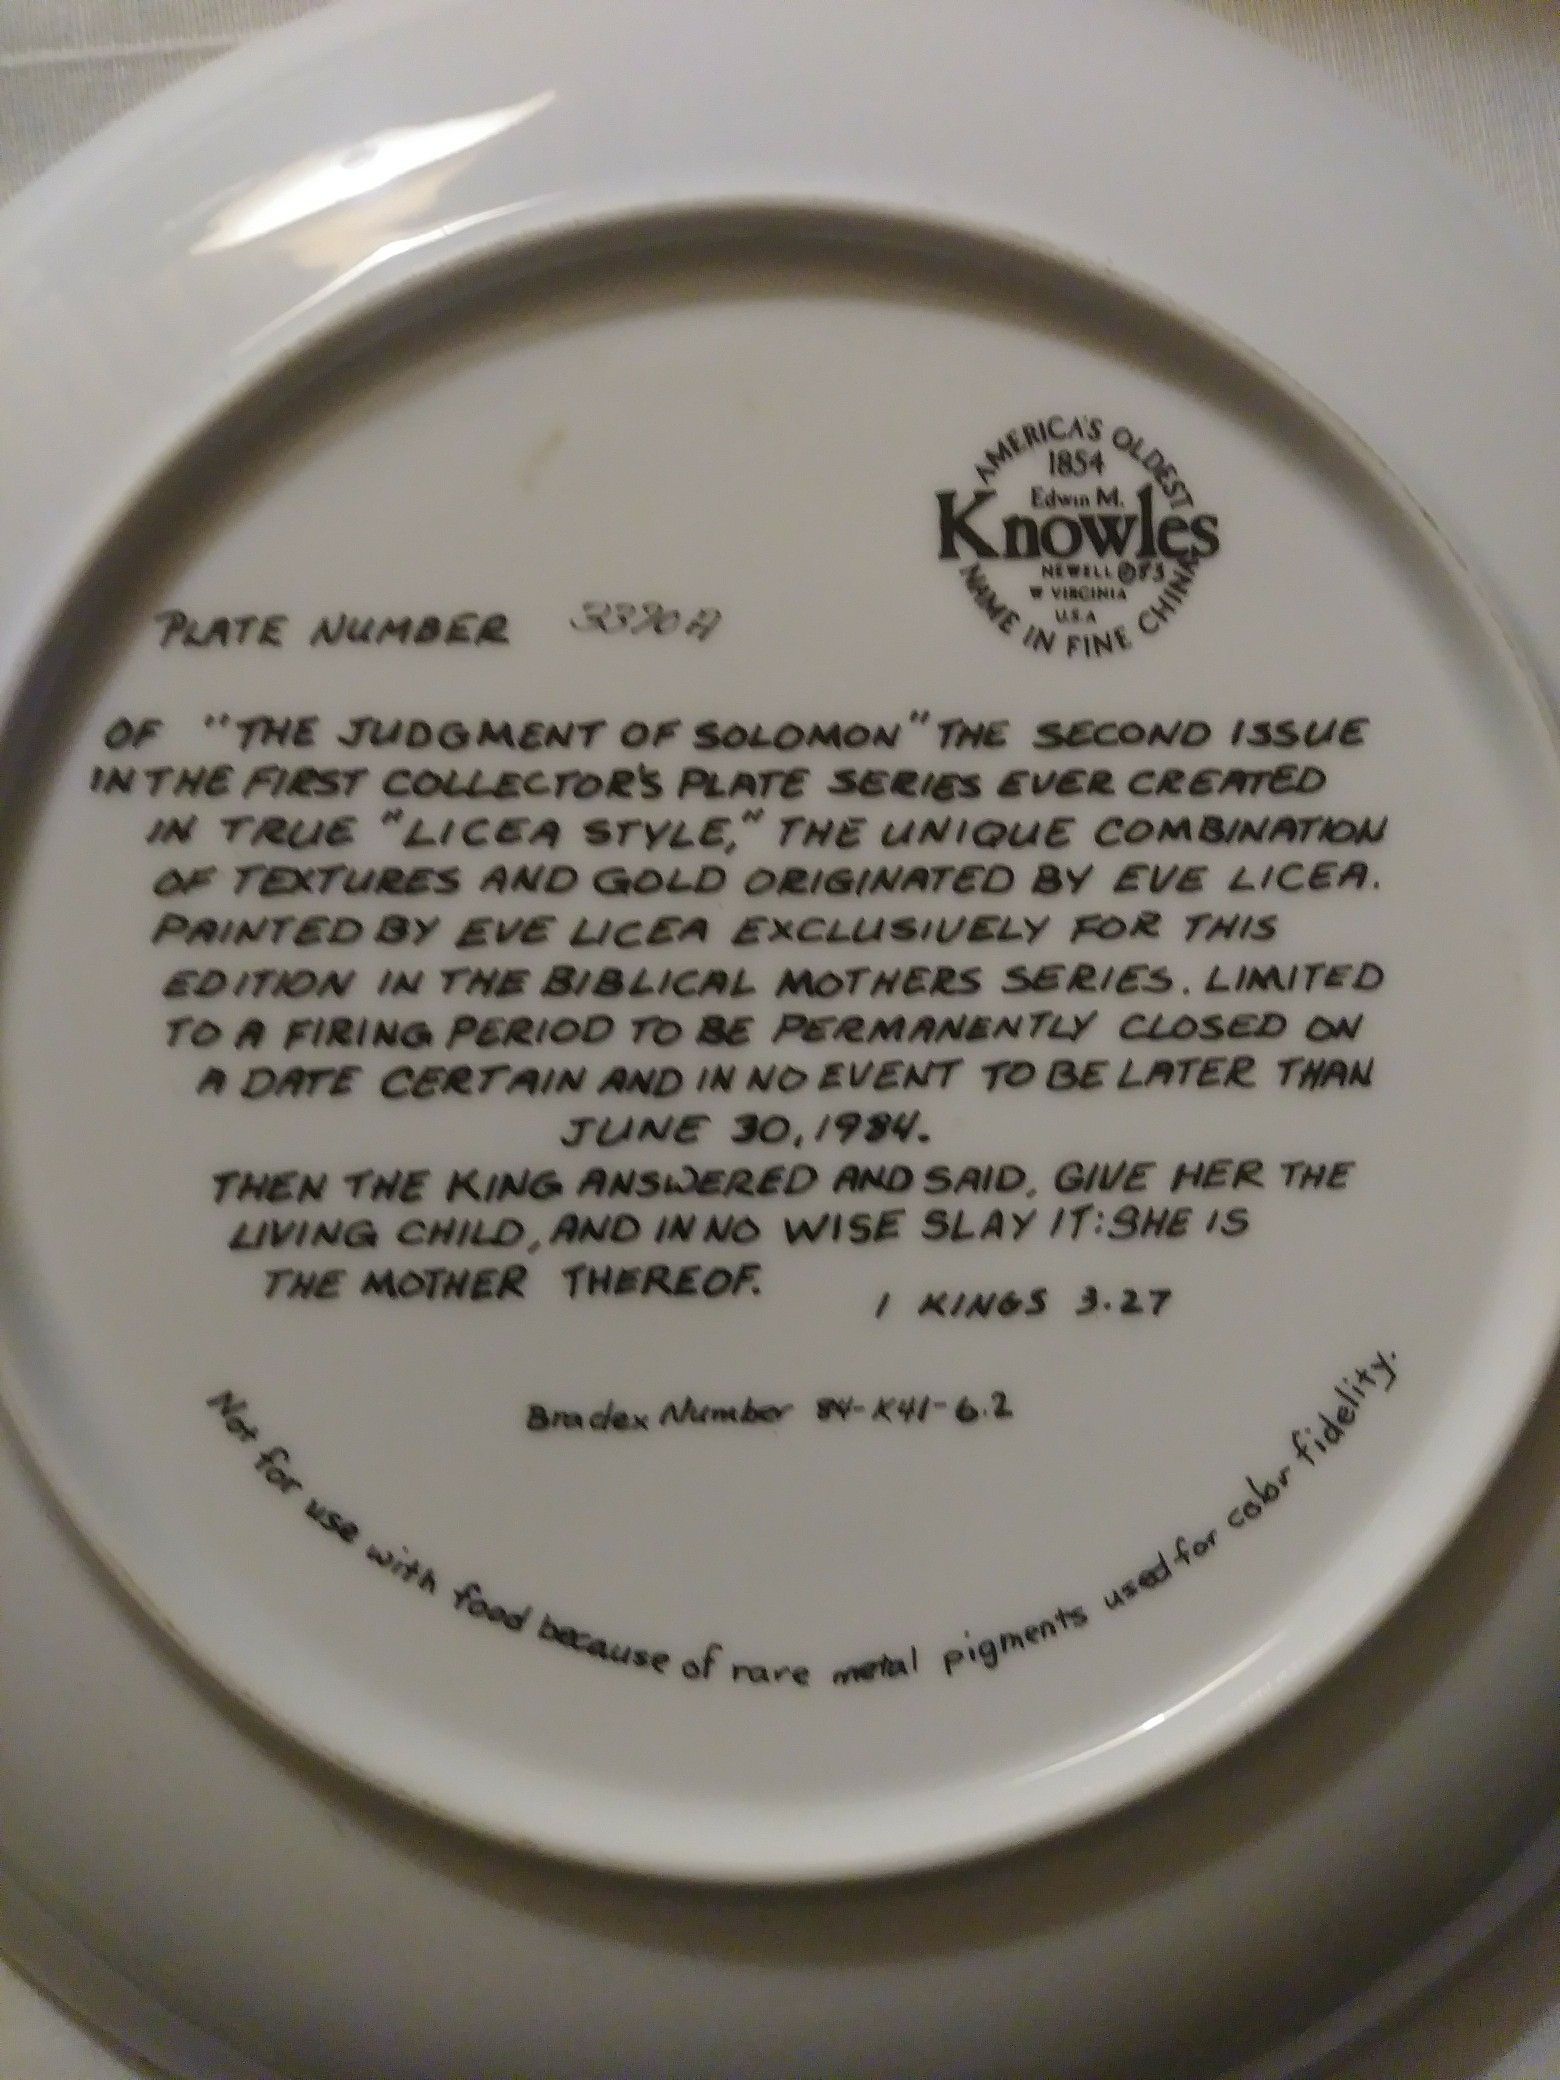 AMERICA'S OLDEST
1854
Edwin M.
Knowles
NEWELL ©83
W VIRGINIA
U.S.A
NAME IN FINE CHINA
PLATE NUMBER
OF "THE JUDGMENT OF SOLOMON" THE SECOND ISSUE
IN THE FIRST COLLECTOR'S PLATE SERIES EVER CREATED
IN TRUE "LICEA STYLE," THE UNIQUE COMBINATION
OF TEXTURES AND GOLD ORIGINATED BY EVE LICEA.
PAINTED BY EVE LICEA EXCLUSIVELY FOR THIS
EDITION IN THE BIBLICAL MOTHERS SERIES. LIMITED
TO A FIRING PERIOD TO BE PERMANENTLY CLOSED ON
A DATE CERTAIN AND IN NO EVENT TO BE LATER THAN
JUNE 30, 1984.
THEN THE KING ANSWERED AND SAID, GIVE HER THE
LIVING CHILD, AND IN NO WISE SLAY IT: SHE IS
THE MOTHER THEREOF.
1 KINGS 3.27
Bradex Number 84-K41-6.2
Not for use with food because of rare metal pigments used for color fidelity.